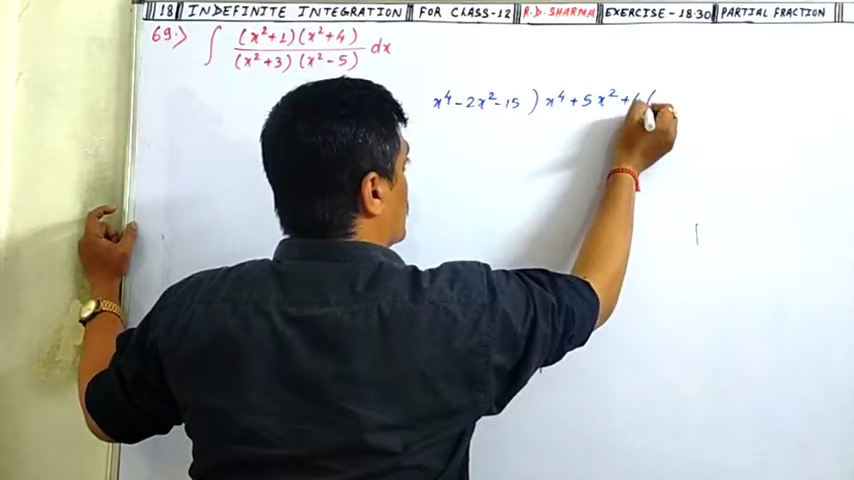 18 INDEFINITE INTEGRATION FOR CLASS-12 R.D. SHARMA EXERCISE-18.30 PARTIAL FRACTION
69.> ∫ (x²+1)(x²+4) / (x²+3)(x²-5) dx
x⁴-2x²-15 ) x⁴+5x²+4 (